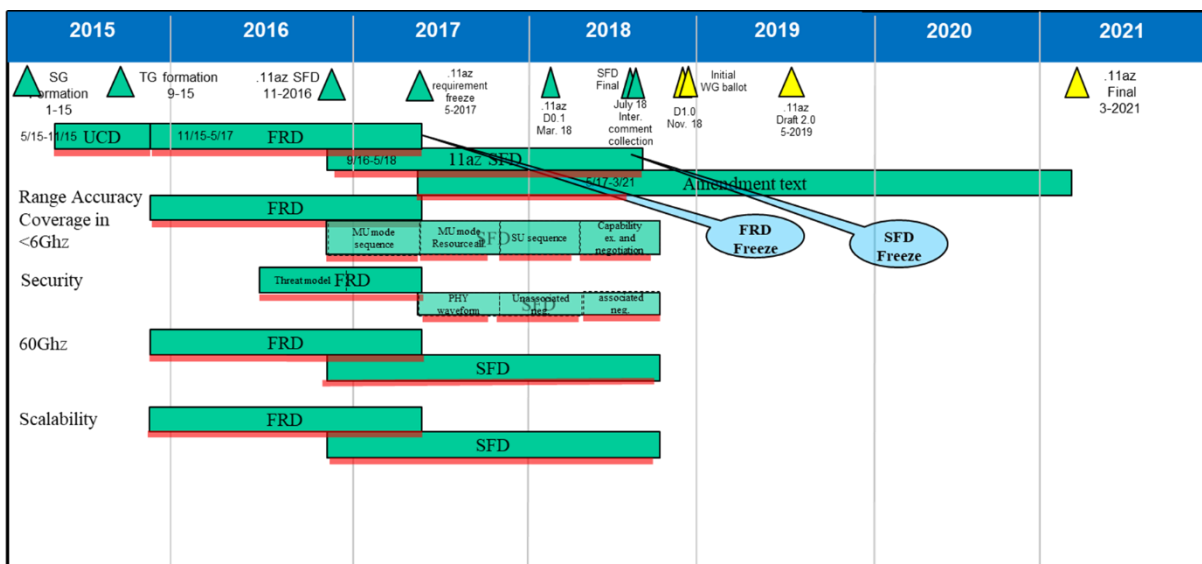 2015 2016 2017 2018 2019 2020 2021
SG
Formation
1-15
TG formation
9-15
.11az SFD
11-2016
.11az
requirement
freeze
5-2017
.11az
D0.1
Mar. 18
SFD
Final
July 18
Inter.
comment
collection
D1.0
Nov. 18
Initial
WG ballot
.11az
Draft 2.0
5-2019
.11az
Final
3-2021
5/15-11/15 UCD
11/15-5/17 FRD
9/16-5/18 11az SFD
5/17-3/21 Amendment text
Range Accuracy
Coverage in
<6Ghz
FRD
MU mode
sequence
MU mode
Resource all.
SFD
SU sequence
Capability
ex. and
negotiation
FRD
Freeze
SFD
Freeze
Security
Threat model FRD
PHY
waveform
Unassociated
neg.
SFD
associated
neg.
60Ghz
FRD
SFD
Scalability
FRD
SFD